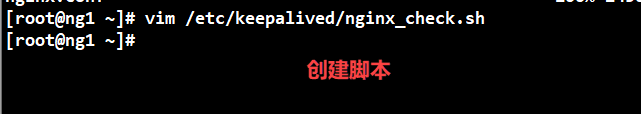 [root@ng1 ~]# vim /etc/keepalived/nginx_check.sh
[root@ng1 ~]#
创建脚本